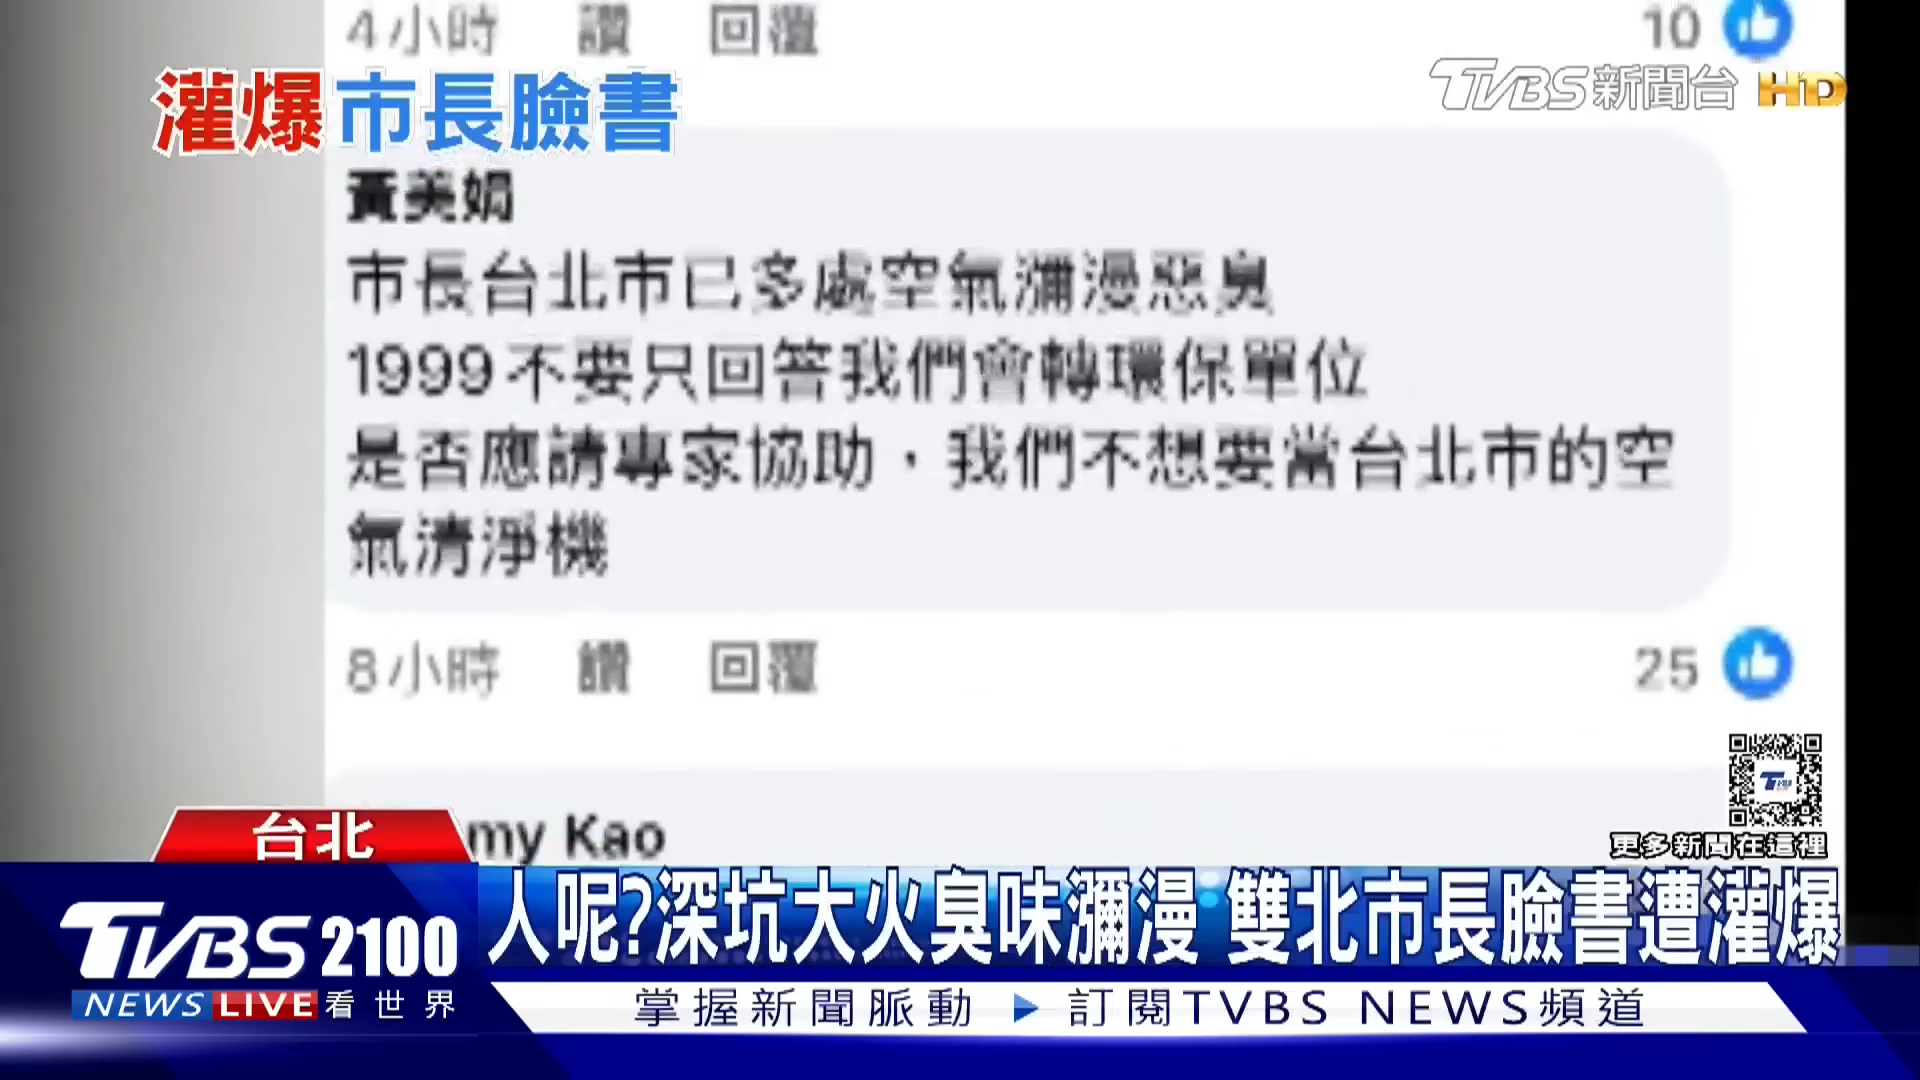 4小時 讚 回覆 10
TVBS新聞台 HD
灌爆市長臉書
黃美娟
市長台北市已多處空氣瀰漫惡臭
1999不要只回答我們會轉環保單位
是否應請專家協助,我們不想要當台北市的空
氣清淨機
8小時 讚 回覆 25
台北
my Kao
更多新聞在這裡
人呢?深坑大火臭味瀰漫 雙北市長臉書遭灌爆
TVBS 2100
NEWS LIVE 看世界
掌握新聞脈動 ▶ 訂閱TVBS NEWS頻道